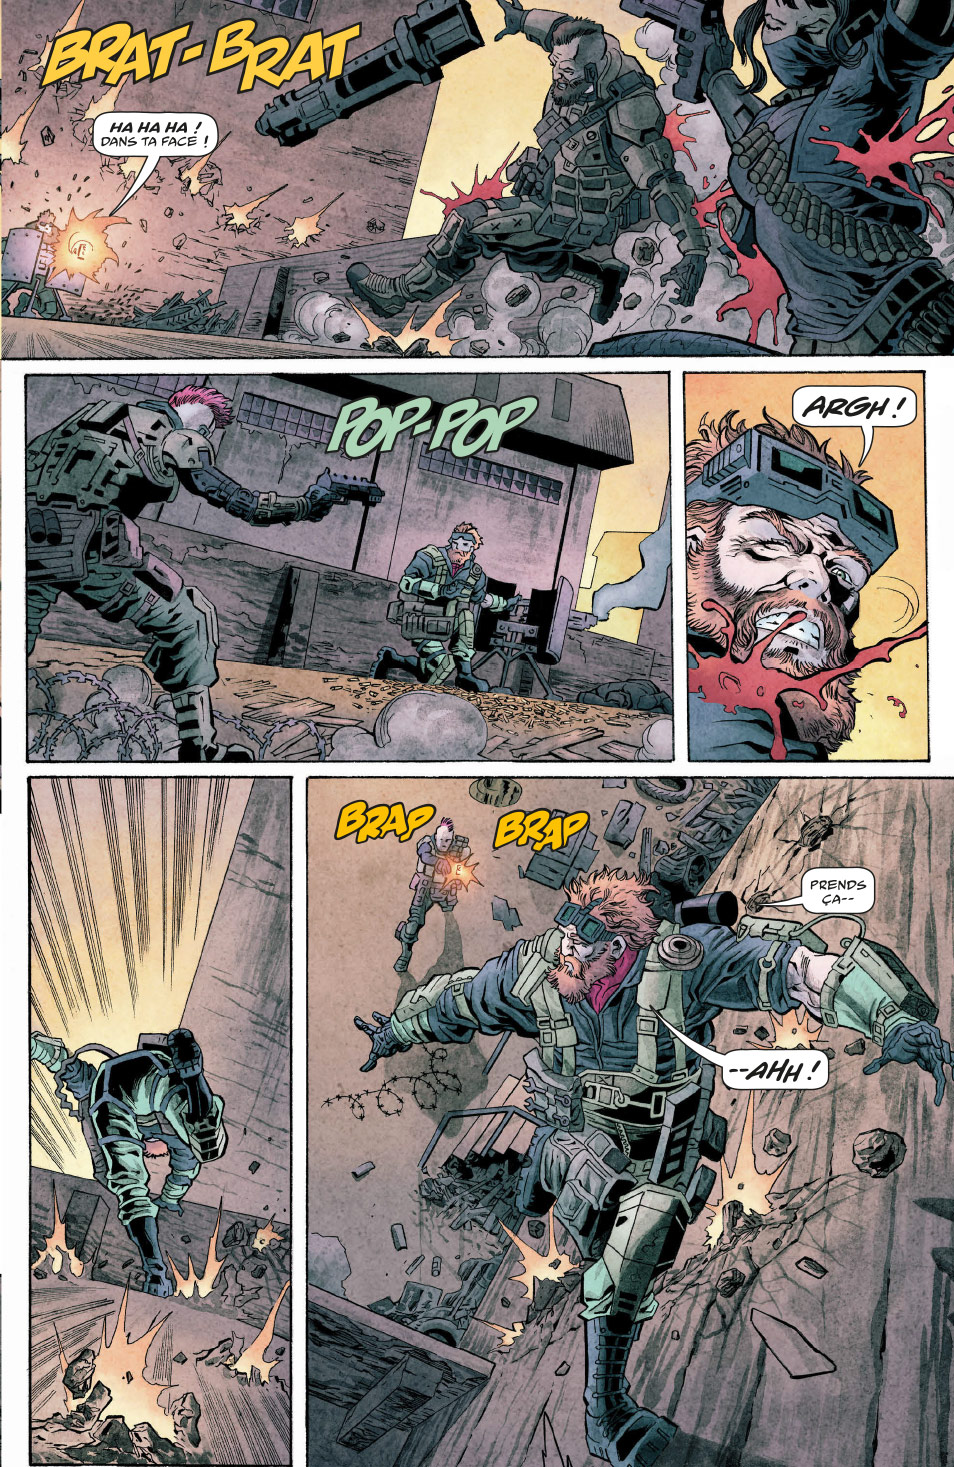 BRAT-BRAT
HA HA HA !
DANS TA FACE !
POP-POP
ARGH !
BRAP
BRAP
PRENDS
ÇA--
--AHH !